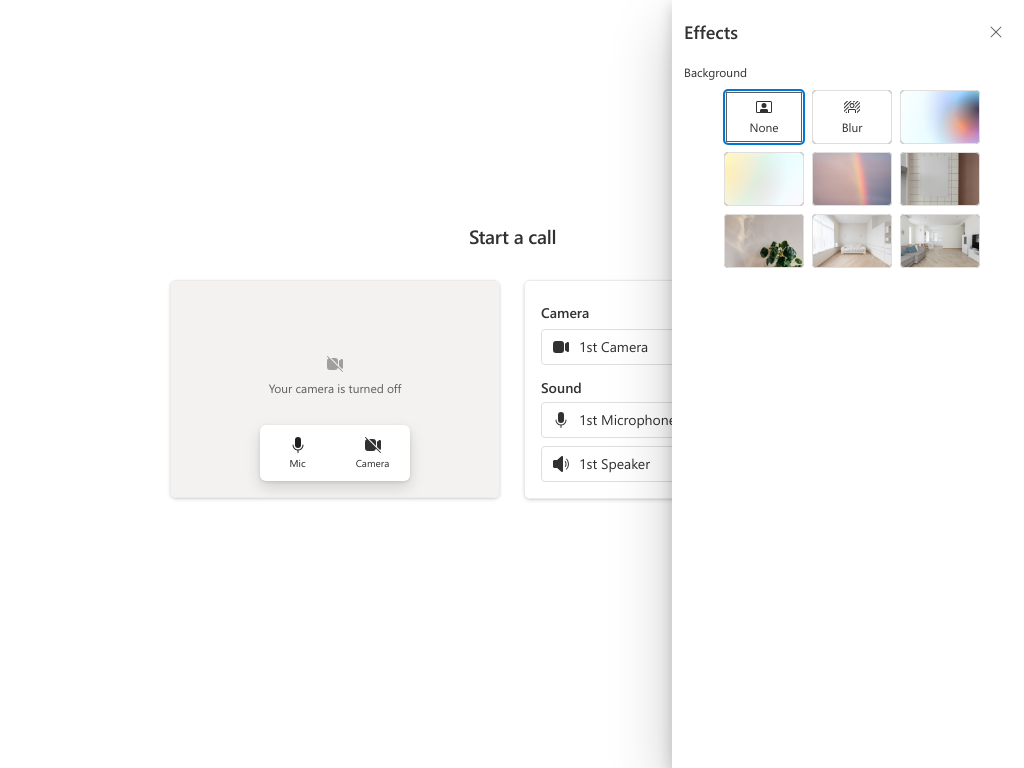 Effects
Background
None
Blur
Start a call
Your camera is turned off
Mic
Camera
Camera
1st Camera
Sound
1st Microphone
1st Speaker